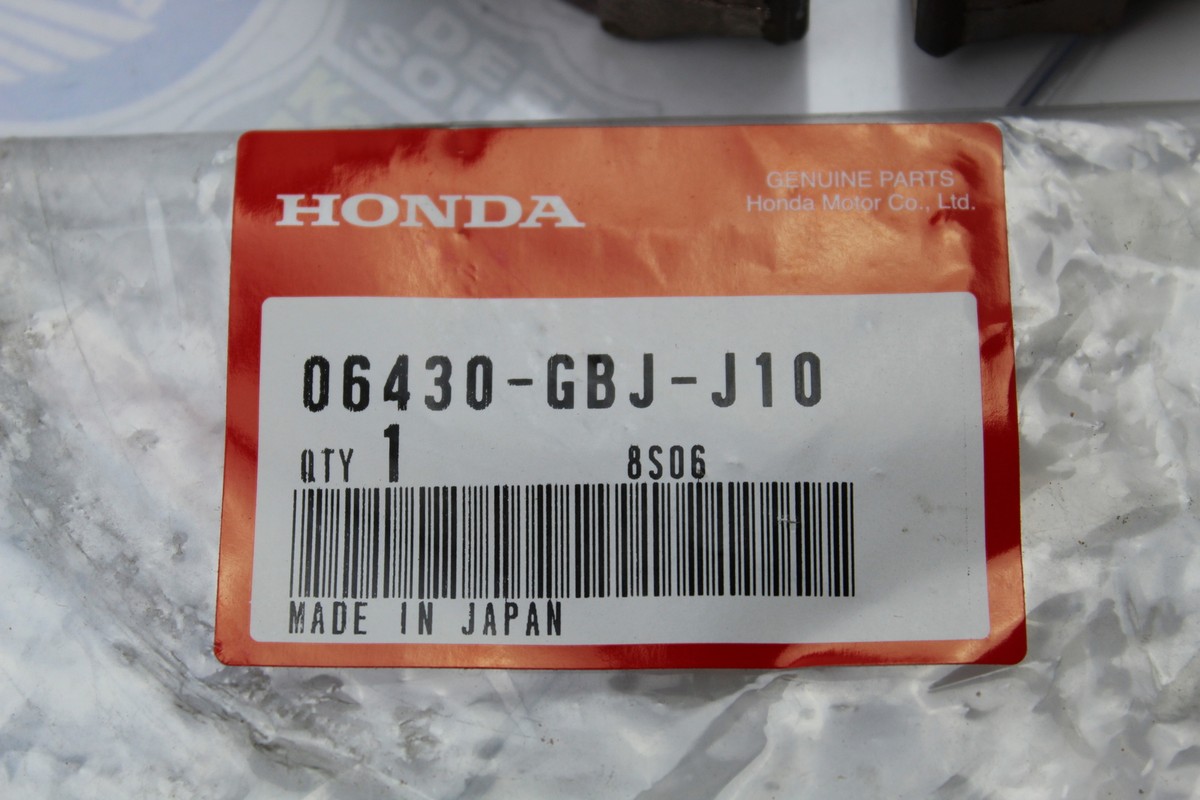 HONDA
GENUINE PARTS
Honda Motor Co., Ltd.
06430-GBJ-J10
QTY 1 8S06
MADE IN JAPAN